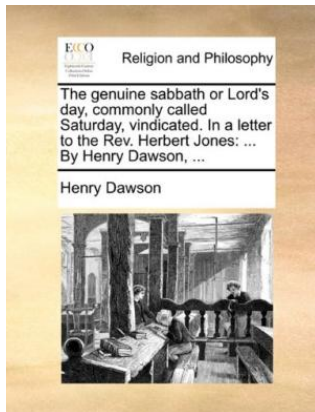 ECCO
Religion and Philosophy
The genuine sabbath or Lord's
day, commonly called
Saturday, vindicated. In a letter
to the Rev. Herbert Jones: ...
By Henry Dawson, ...
Henry Dawson